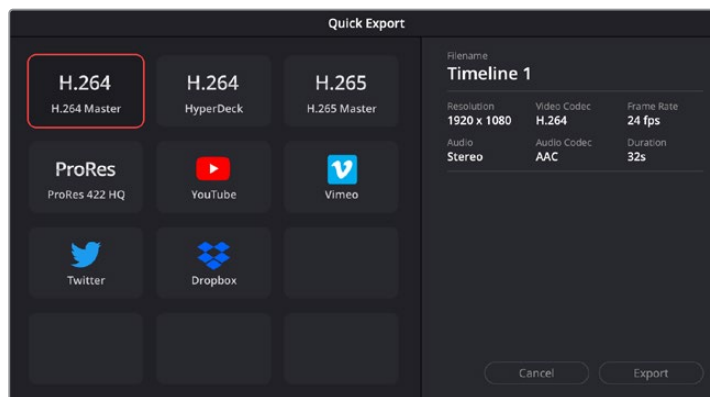 Quick Export
H.264
H.264 Master
H.264
HyperDeck
H.265
H.265 Master
ProRes
ProRes 422 HQ
YouTube
Vimeo
Twitter
Dropbox
Filename
Timeline 1
Resolution
1920 x 1080
Video Codec
H.264
Frame Rate
24 fps
Audio
Stereo
Audio Codec
AAC
Duration
32s
Cancel
Export